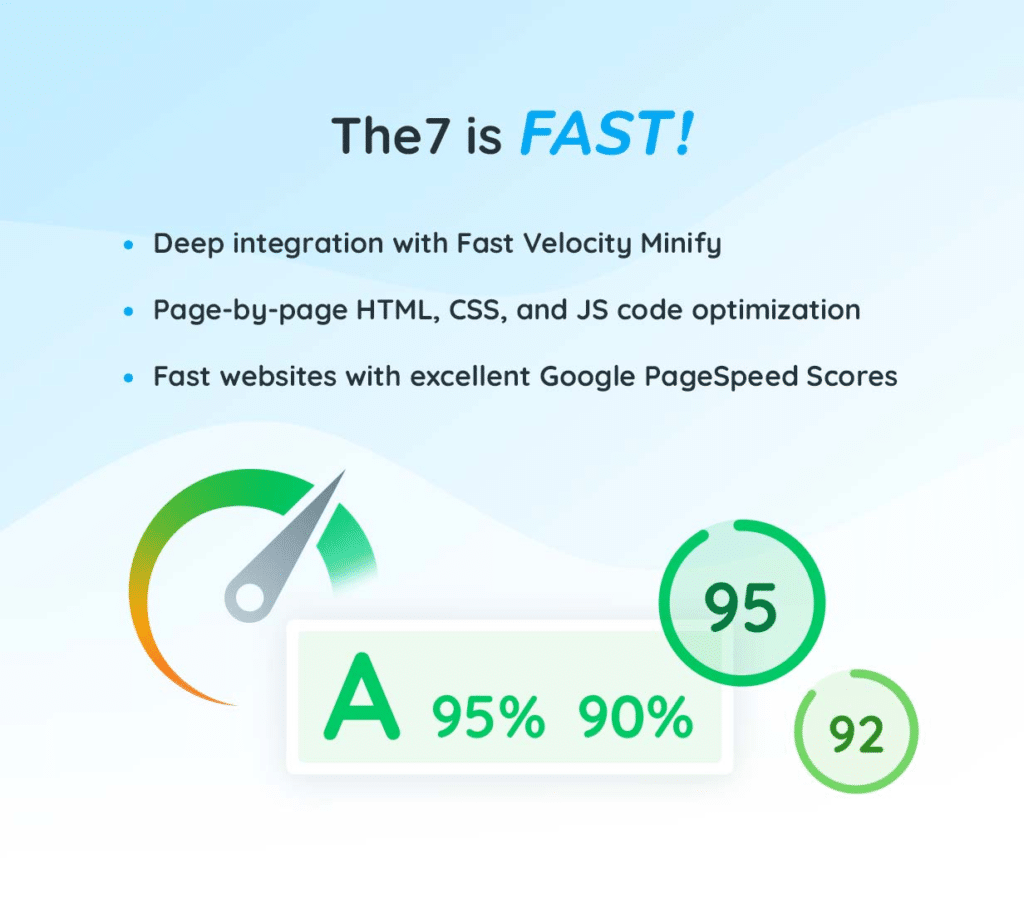 The7 is FAST!
Deep integration with Fast Velocity Minify
Page-by-page HTML, CSS, and JS code optimization
Fast websites with excellent Google PageSpeed Scores
95
A 95% 90%
92